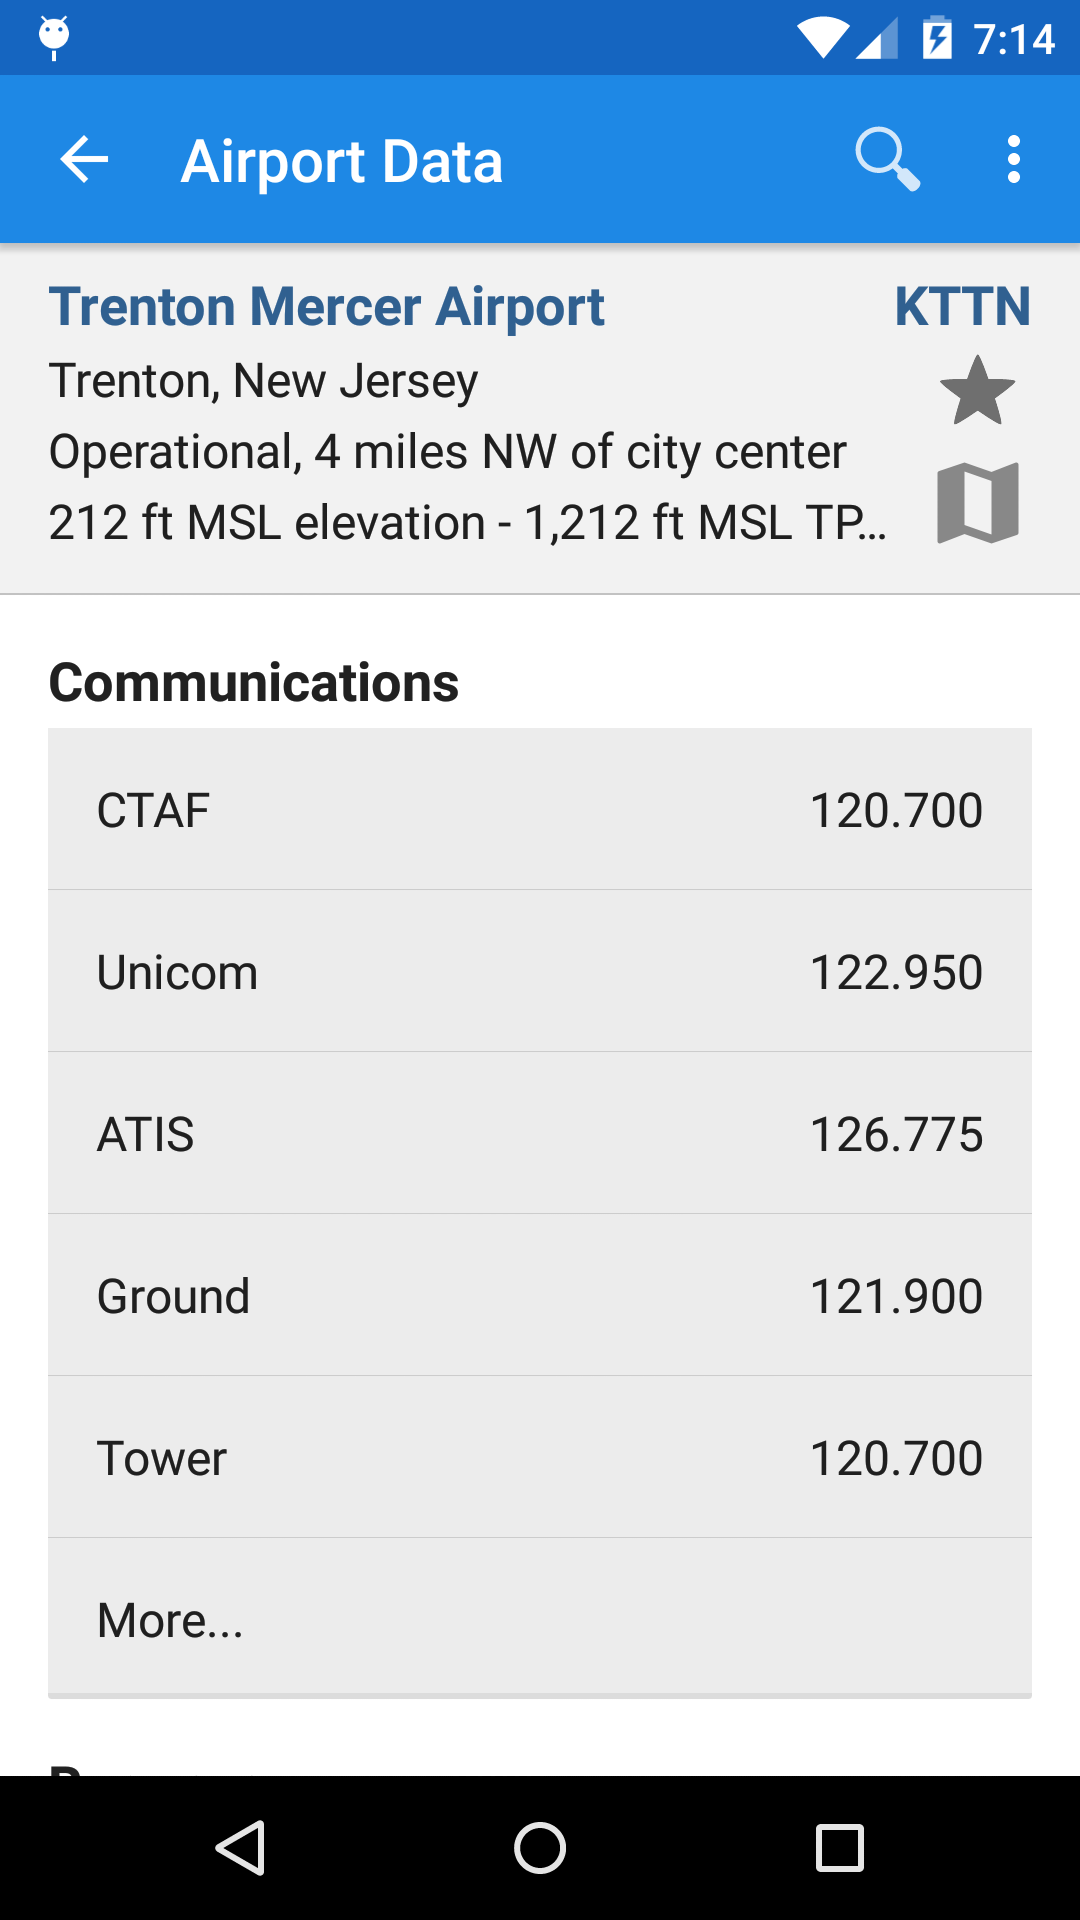 7:14
Airport Data
Trenton Mercer Airport KTTN
Trenton, New Jersey
Operational, 4 miles NW of city center
212 ft MSL elevation - 1,212 ft MSL TP...
Communications
CTAF 120.700
Unicom 122.950
ATIS 126.775
Ground 121.900
Tower 120.700
More...